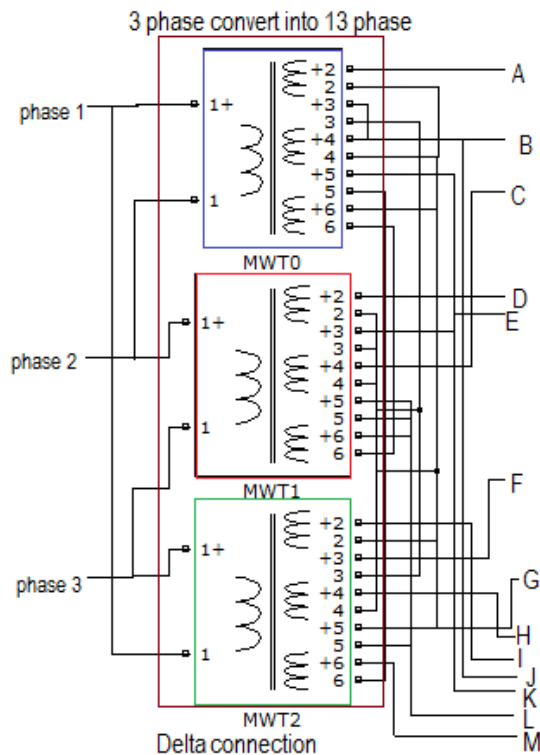 3 phase convert into 13 phase
phase 1
1+
1
+2
2
+3
3
+4
4
+5
5
+6
6
MWT0
A
B
C
phase 2
1+
1
+2
2
+3
3
+4
4
+5
5
+6
6
MWT1
D
E
phase 3
1+
1
+2
2
+3
3
+4
4
+5
5
+6
6
MWT2
F
G
H
I
J
K
L
M
Delta connection